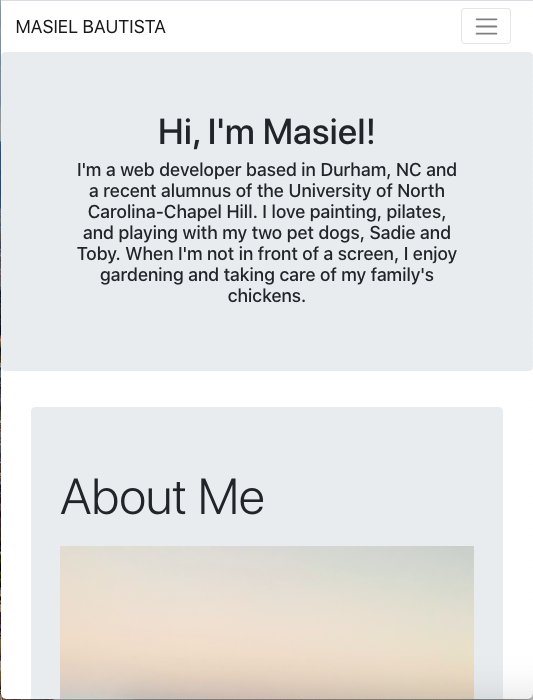 MASIEL BAUTISTA
Hi, I'm Masiel!
I'm a web developer based in Durham, NC and
a recent alumnus of the University of North
Carolina-Chapel Hill. I love painting, pilates,
and playing with my two pet dogs, Sadie and
Toby. When I'm not in front of a screen, I enjoy
gardening and taking care of my family's
chickens.
About Me